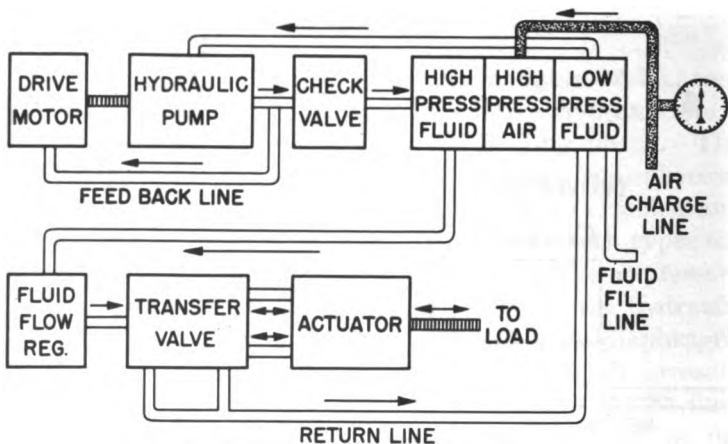 DRIVE
MOTOR
HYDRAULIC
PUMP
CHECK
VALVE
HIGH
PRESS
FLUID
HIGH
PRESS
AIR
LOW
PRESS
FLUID
FEED BACK LINE
AIR
CHARGE
LINE
FLUID
FILL
LINE
FLUID
FLOW
REG.
TRANSFER
VALVE
ACTUATOR
TO
LOAD
RETURN LINE